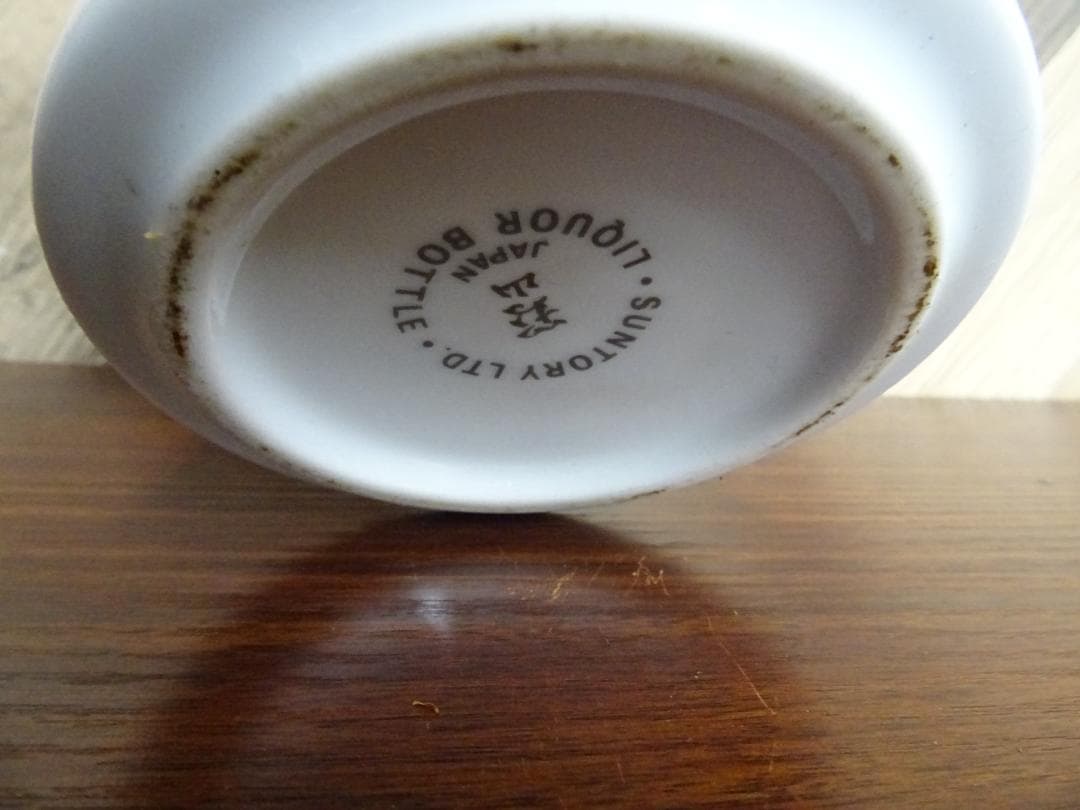 • SUNTORY LTD. •
JAPAN
LIQUOR BOTTLE